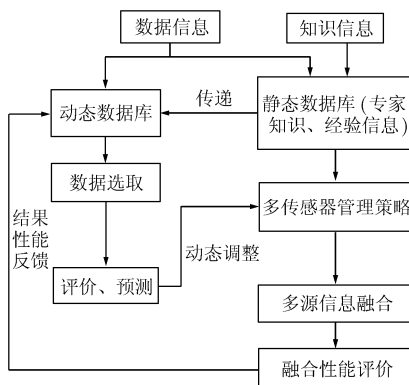 数据信息
知识信息
传递
动态数据库
静态数据库(专家
知识、经验信息)
数据选取
多传感器管理策略
结果
性能
反馈
动态调整
评价、预测
多源信息融合
融合性能评价